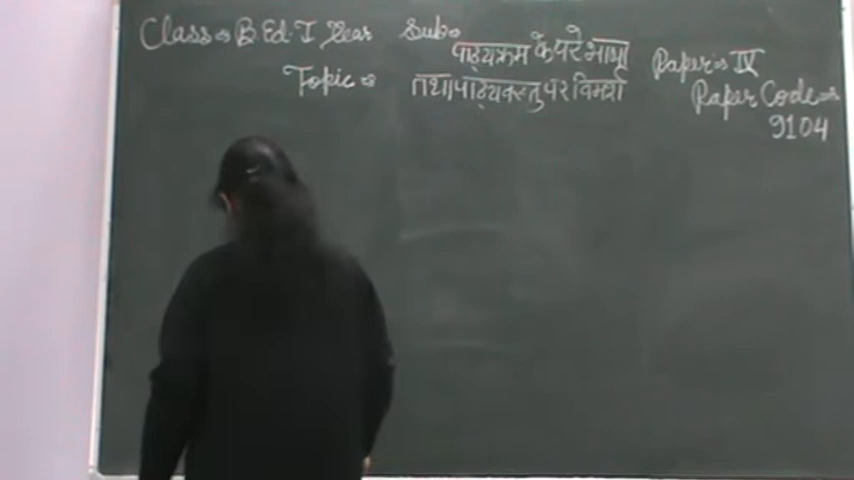 Class:- B.Ed. I Year Sub:-
पाठ्यक्रम के परे भाषा Paper:- IV
Topic:- तथा पाठ्यवस्तु पर विमर्श Paper Code:-
9104